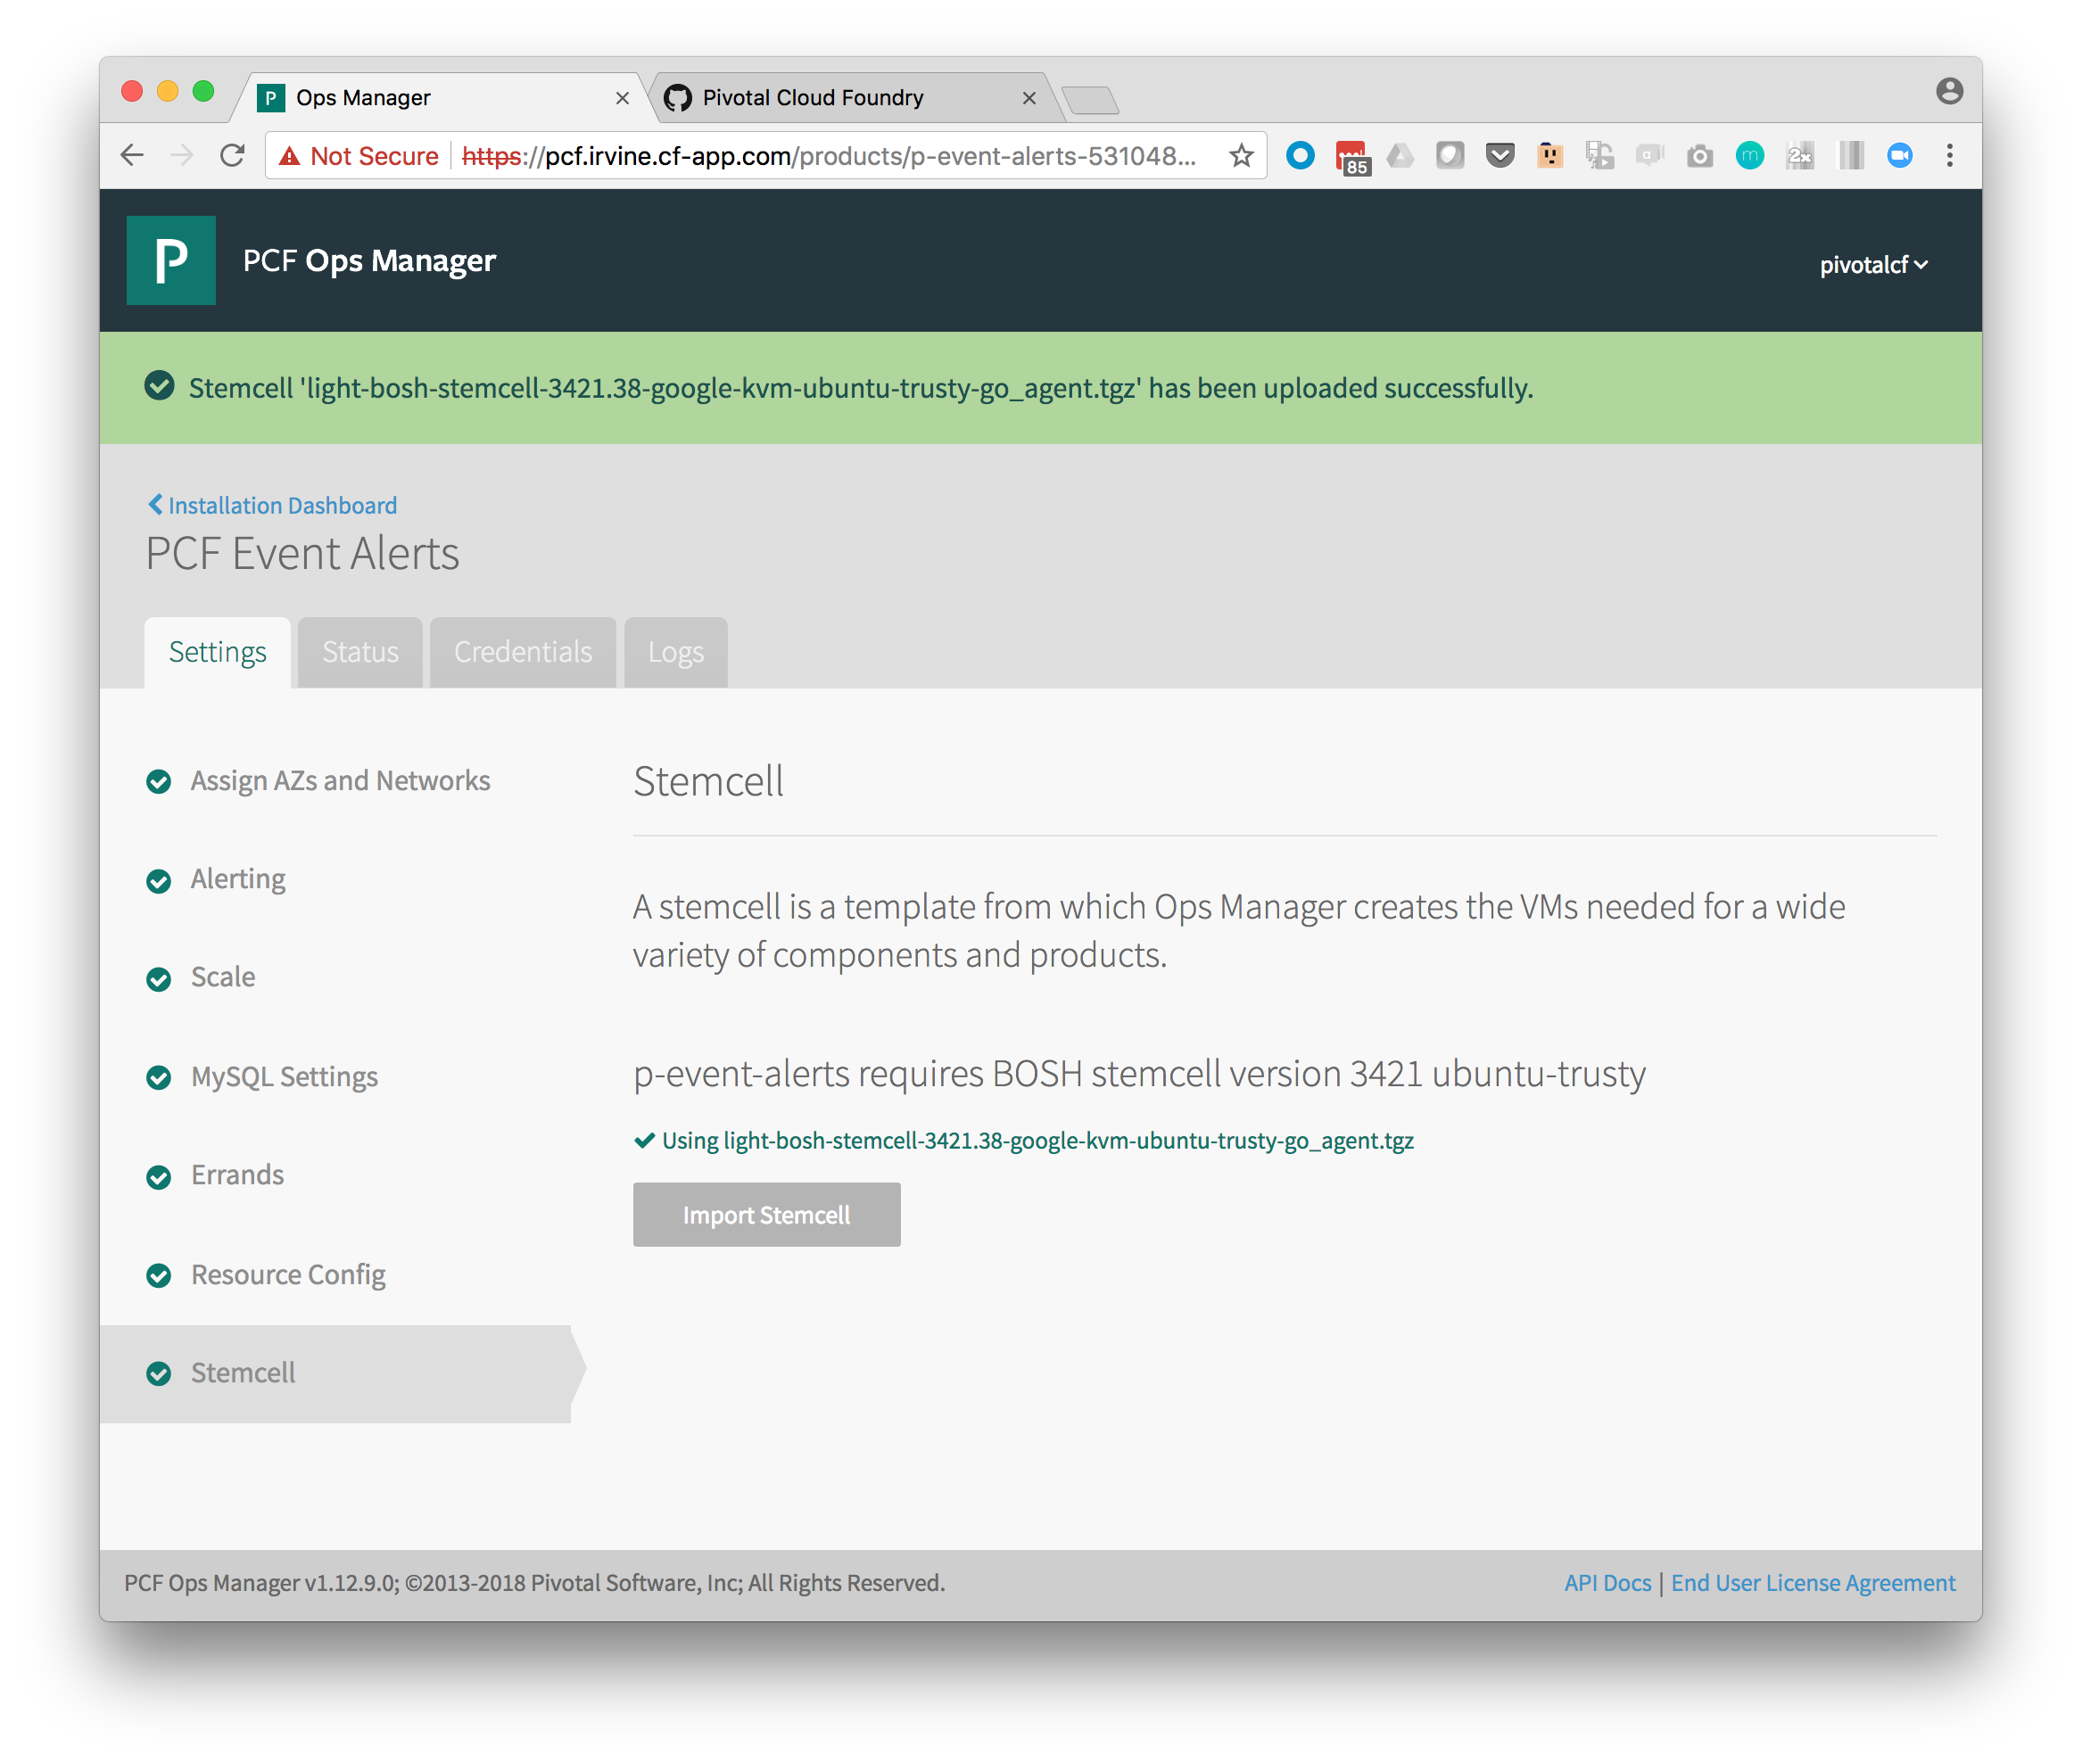 Ops Manager
Pivotal Cloud Foundry
Not Secure https://pcf.irvine.cf-app.com/products/p-event-alerts-531048...
85
m
2x
P
PCF Ops Manager
pivotalcf
Stemcell 'light-bosh-stemcell-3421.38-google-kvm-ubuntu-trusty-go_agent.tgz' has been uploaded successfully.
Installation Dashboard
PCF Event Alerts
Settings
Status
Credentials
Logs
Assign AZs and Networks
Alerting
Scale
MySQL Settings
Errands
Resource Config
Stemcell
Stemcell
A stemcell is a template from which Ops Manager creates the VMs needed for a wide
variety of components and products.
p-event-alerts requires BOSH stemcell version 3421 ubuntu-trusty
Using light-bosh-stemcell-3421.38-google-kvm-ubuntu-trusty-go_agent.tgz
Import Stemcell
PCF Ops Manager v1.12.9.0; ©2013-2018 Pivotal Software, Inc; All Rights Reserved.
API Docs | End User License Agreement